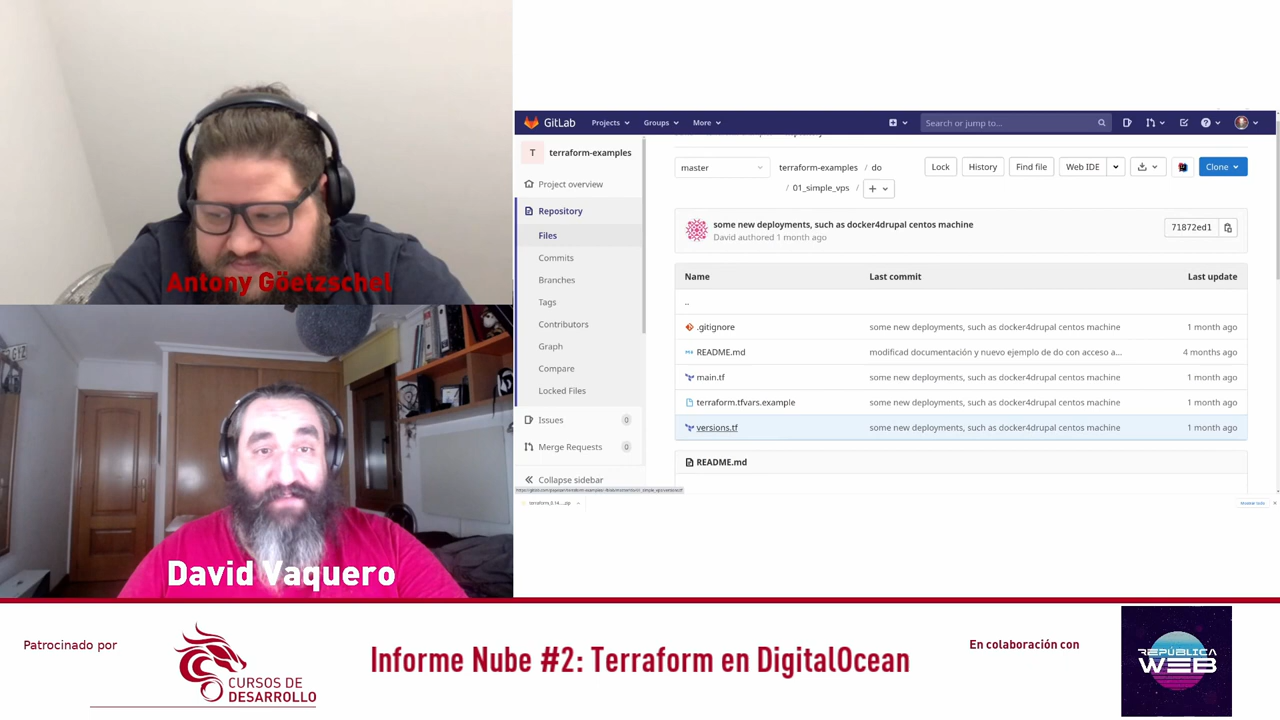 Antony Göetzschel
David Vaquero
GitLab
Projects
Groups
More
Search or jump to...
T
terraform-examples
Project overview
Repository
Files
Commits
Branches
Tags
Contributors
Graph
Compare
Locked Files
Issues 0
Merge Requests 0
Collapse sidebar
master
terraform-examples / do
/ 01_simple_vps / +
Lock
History
Find file
Web IDE
Clone
some new deployments, such as docker4drupal centos machine
David authored 1 month ago
71872ed1
Name Last commit Last update
..
.gitignore some new deployments, such as docker4drupal centos machine 1 month ago
README.md modificad documentación y nuevo ejemplo de do con acceso a... 4 months ago
main.tf some new deployments, such as docker4drupal centos machine 1 month ago
terraform.tfvars.example some new deployments, such as docker4drupal centos machine 1 month ago
versions.tf some new deployments, such as docker4drupal centos machine 1 month ago
README.md
Patrocinado por
CURSOS DE
DESARROLLO
Informe Nube #2: Terraform en DigitalOcean
En colaboración con
REPÚBLICA
WEB